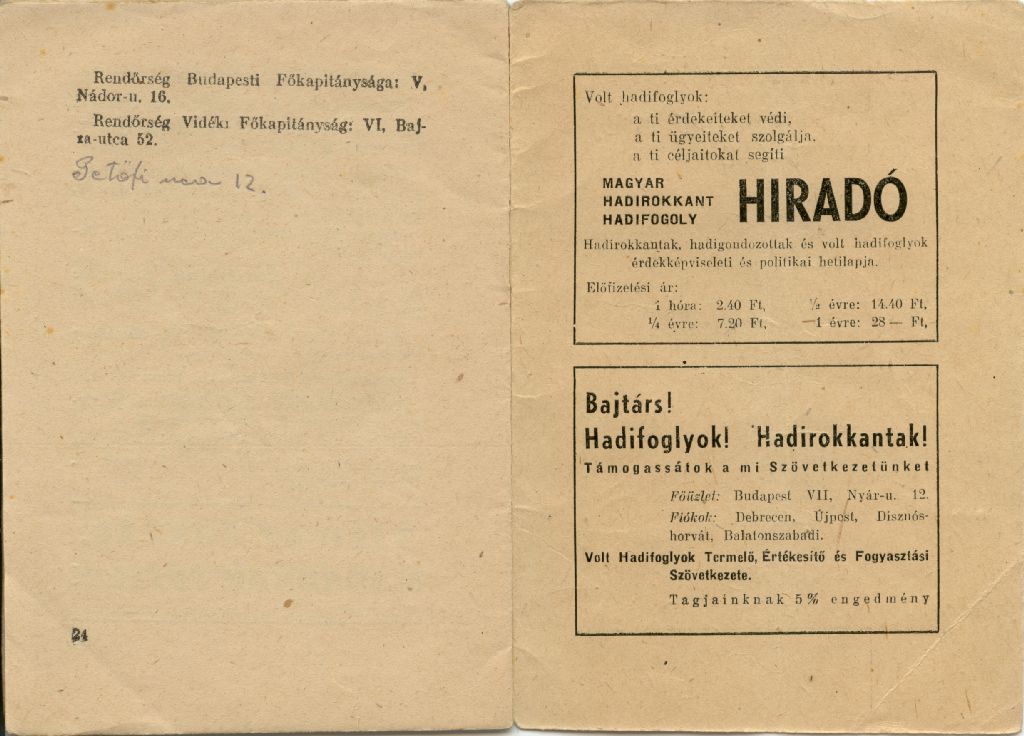 Rendőrség Budapesti Főkapitánysága: V,
Nádor-u. 16.
Rendőrség Vidéki Főkapitányság: VI, Baj-
za-utca 52.
Petőfi uca 12.
24
Volt hadifoglyok:
a ti érdekeiteket védi,
a ti ügyeiteket szolgálja,
a ti céljaitokat segíti
MAGYAR
HADIROKKANT
HADIFOGOLY
HIRADÓ
Hadirokkantak, hadigondozottak és volt hadifoglyok
érdekképviseleti és politikai hetilapja.
Előfizetési ár:
1 hóra: 2.40 Ft, ½ évre: 14.40 Ft,
¼ évre: 7.20 Ft, 1 évre: 28 — Ft,
Bajtárs!
Hadifoglyok! Hadirokkantak!
Támogassátok a mi Szövetkezetünket
Főüzlet: Budapest VII, Nyár-u. 12.
Fiókok: Debrecen, Újpest, Disznós-
horvát, Balatonszabadi.
Volt Hadifoglyok Termelő, Értékesítő és Fogyasztási
Szövetkezete.
Tagjainknak 5% engedmény